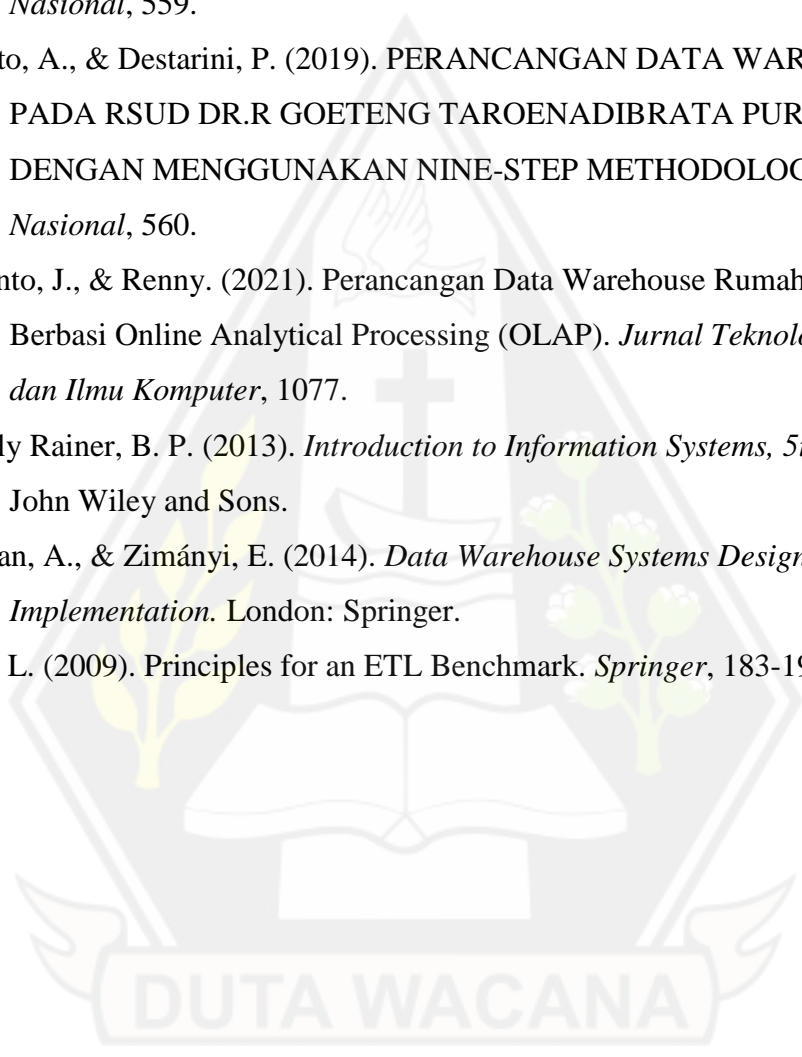 Nasional, 559.
to, A., & Destarini, P. (2019). PERANCANGAN DATA WAR
PADA RSUD DR.R GOETENG TAROENADIBRATA PUR
DENGAN MENGGUNAKAN NINE-STEP METHODOLOG
Nasional, 560.
nto, J., & Renny. (2021). Perancangan Data Warehouse Rumah
Berbasi Online Analytical Processing (OLAP). Jurnal Teknolo
dan Ilmu Komputer, 1077.
ly Rainer, B. P. (2013). Introduction to Information Systems, 5
John Wiley and Sons.
an, A., & Zimányi, E. (2014). Data Warehouse Systems Design
Implementation. London: Springer.
L. (2009). Principles for an ETL Benchmark. Springer, 183-19
DUTA WACANA